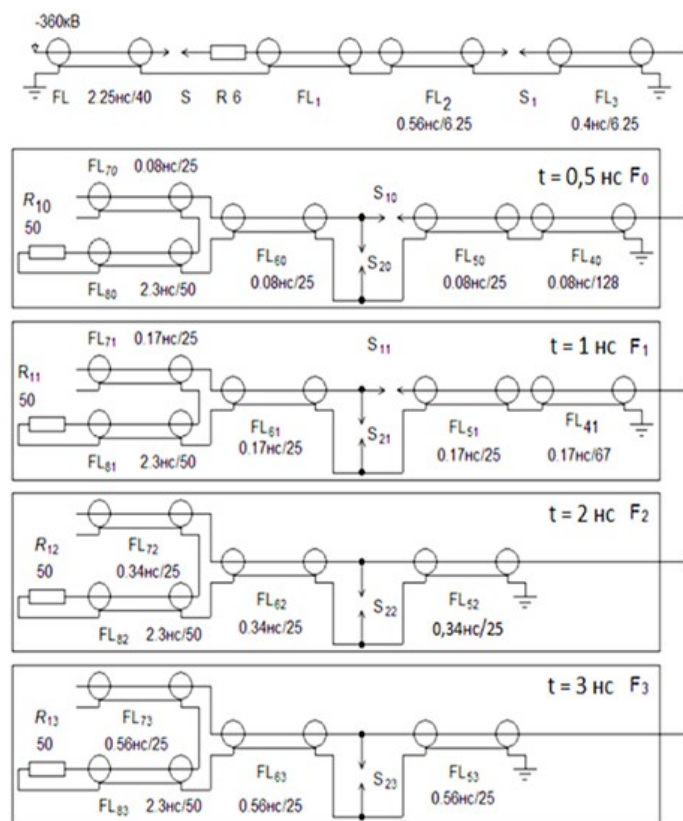 -360кВ
FL 2.25нс/40 S R 6 FL1 FL2 S1 FL3
0.56нс/6.25 0.4нс/6.25
FL70 0.08нс/25 t = 0,5 нс F0
R10 S10
50
FL60 S20 FL50 FL40
FL80 2.3нс/50 0.08нс/25 0.08нс/25 0.08нс/128
FL71 0.17нс/25 S11 t = 1 нс F1
R11
50
FL61 S21 FL51 FL41
FL81 2.3нс/50 0.17нс/25 0.17нс/25 0.17нс/67
t = 2 нс F2
R12 FL72
50 0.34нс/25
FL62 S22 FL52
FL82 2.3нс/50 0.34нс/25 0,34нс/25
t = 3 нс F3
R13 FL73
50 0.56нс/25
FL63 S23 FL53
FL83 2.3нс/50 0.56нс/25 0.56нс/25